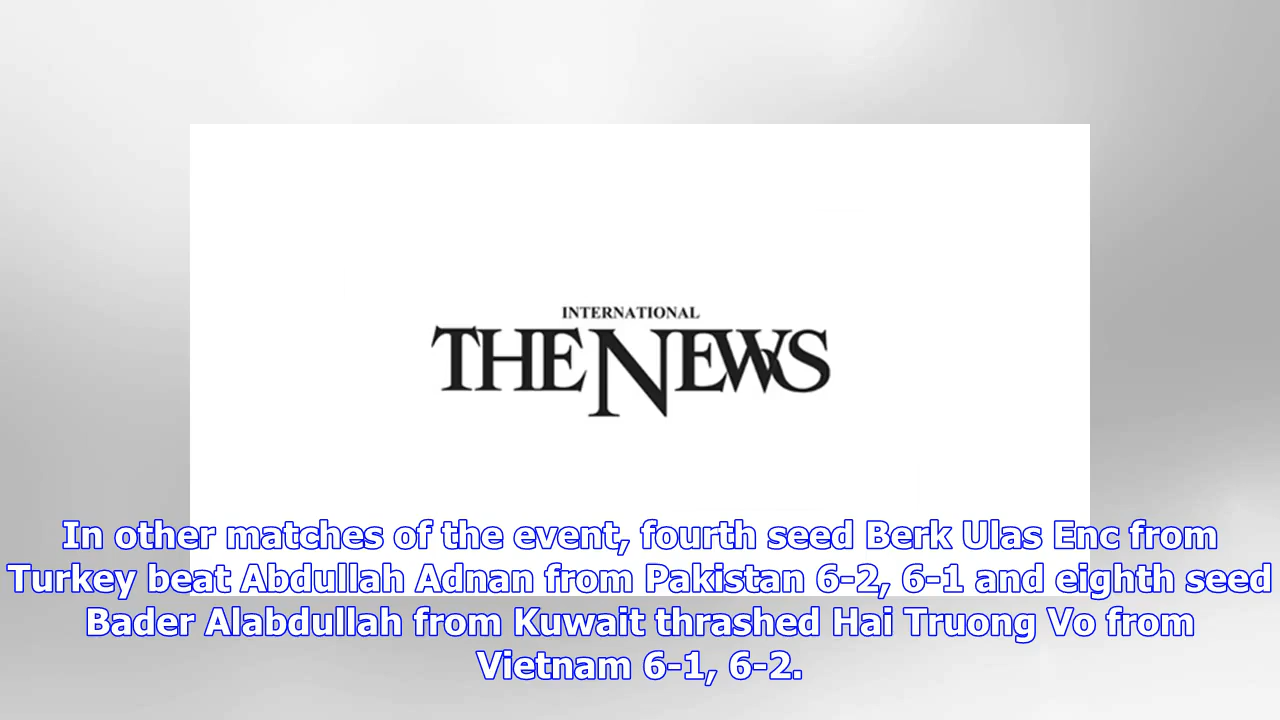 INTERNATIONAL
THE NEWS
In other matches of the event, fourth seed Berk Ulas Enc from
Turkey beat Abdullah Adnan from Pakistan 6-2, 6-1 and eighth seed
Bader Alabdullah from Kuwait thrashed Hai Truong Vo from
Vietnam 6-1, 6-2.